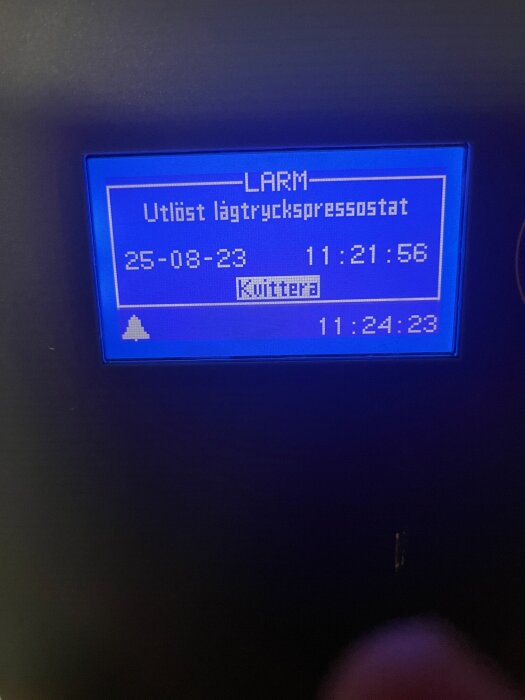 LARM
Utlöst lågtryckspressostat
25-08-23 11:21:56
Kvittera
11:24:23